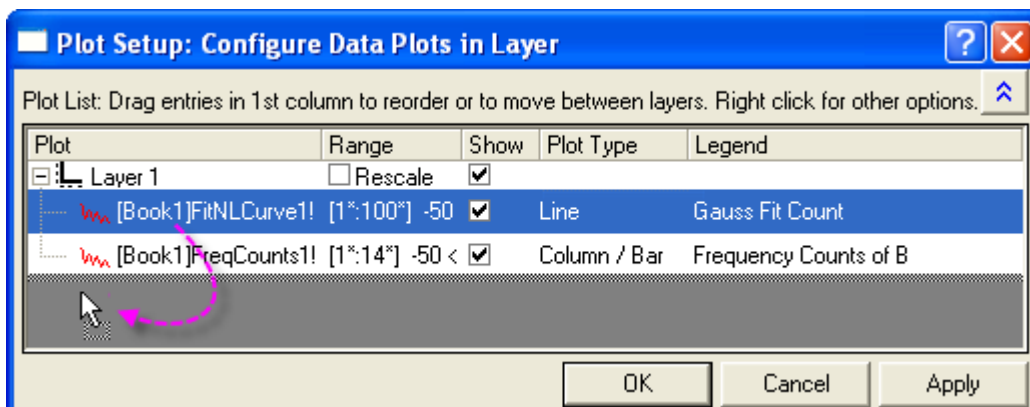 Plot Setup: Configure Data Plots in Layer
Plot List: Drag entries in 1st column to reorder or to move between layers. Right click for other options.
Plot Range Show Plot Type Legend
Layer 1 Rescale
[Book1]FitNLCurve1! [1*:100*] -50 Line Gauss Fit Count
[Book1]FreqCounts1! [1*:14*] -50 < Column / Bar Frequency Counts of B
OK Cancel Apply